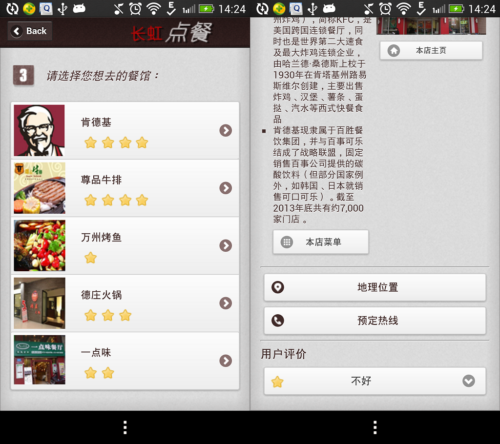 14:24
Back
长虹 点餐
3 请选择您想去的餐馆:
肯德基
尊品牛排
万州烤鱼
德庄火锅
一点味
14:24
州炸鸡),简称KFC,是
美国跨国连锁餐厅,同
时也是世界第二大速食
及最大炸鸡连锁企业,
由哈兰德·桑德斯上校于
1930年在肯塔基州路易
斯维尔创建,主要出售
炸鸡、汉堡、薯条、蛋
挞、汽水等西式快餐食
品
肯德基现隶属于百胜餐
饮集团,并与百事可乐
结成了战略联盟,固定
销售百事公司提供的碳
酸饮料(但部分国家例
外,如韩国、日本就销
售可口可乐)。截至
2013年底共有约7,000
家门店。
本店主页
本店菜单
地理位置
预定热线
用户评价
不好